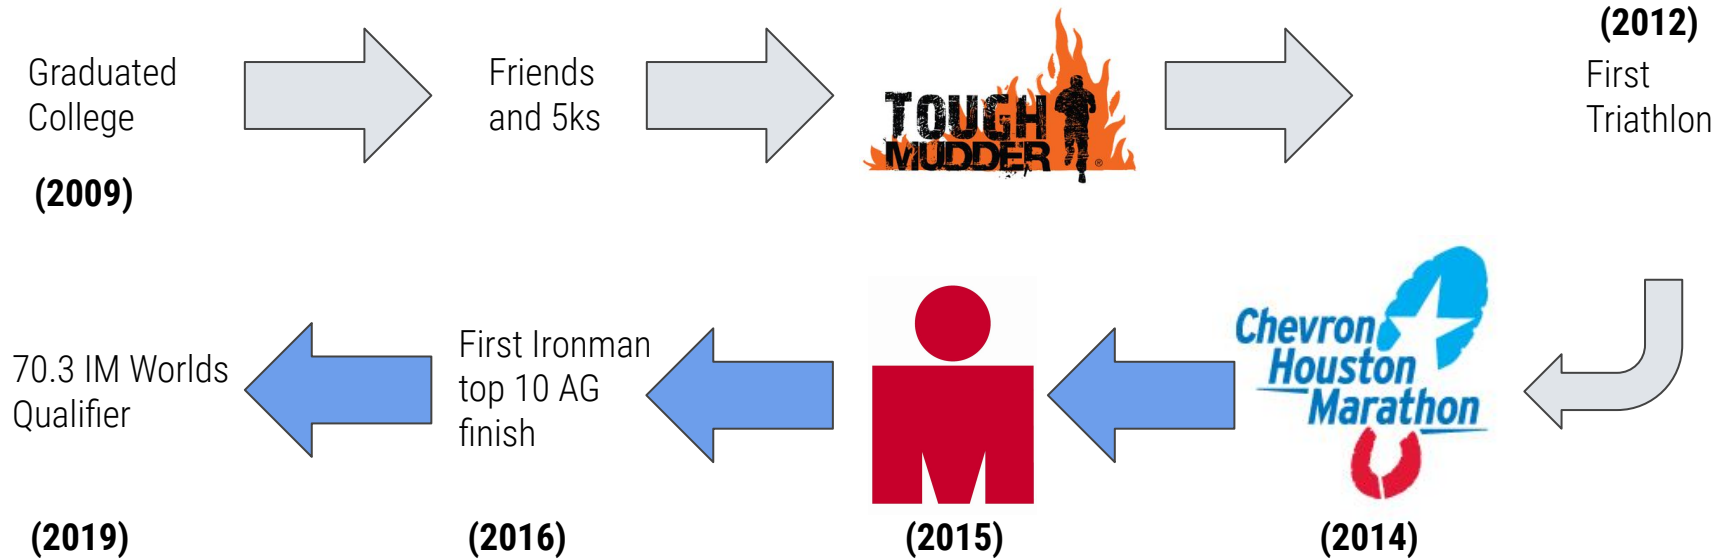 Graduated
College
(2009)
Friends
and 5ks
TOUGH
MUDDER
®
(2012)
First
Triathlon
Chevron
Houston
Marathon
(2014)
(2015)
First Ironman
top 10 AG
finish
(2016)
70.3 IM Worlds
Qualifier
(2019)